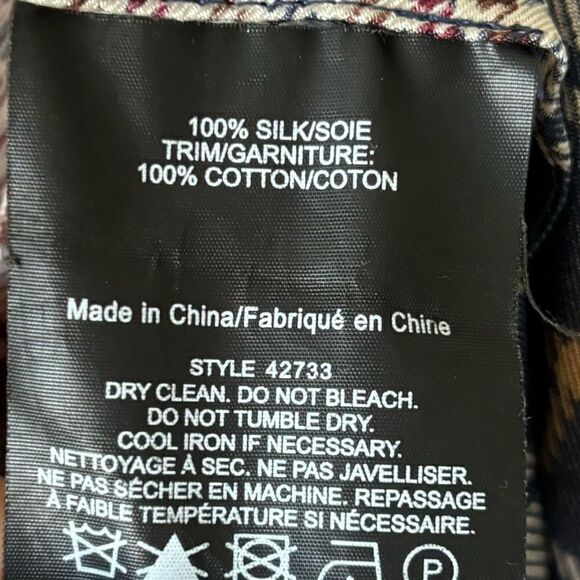 100% SILK/SOIE
TRIM/GARNITURE:
100% COTTON/COTON
Made in China/Fabriqué en Chine
STYLE 42733
DRY CLEAN. DO NOT BLEACH.
DO NOT TUMBLE DRY.
COOL IRON IF NECESSARY.
NETTOYAGE À SEC. NE PAS JAVELLISER.
NE PAS SÉCHER EN MACHINE. REPASSAGE
À FAIBLE TEMPÉRATURE SI NÉCESSAIRE.
P